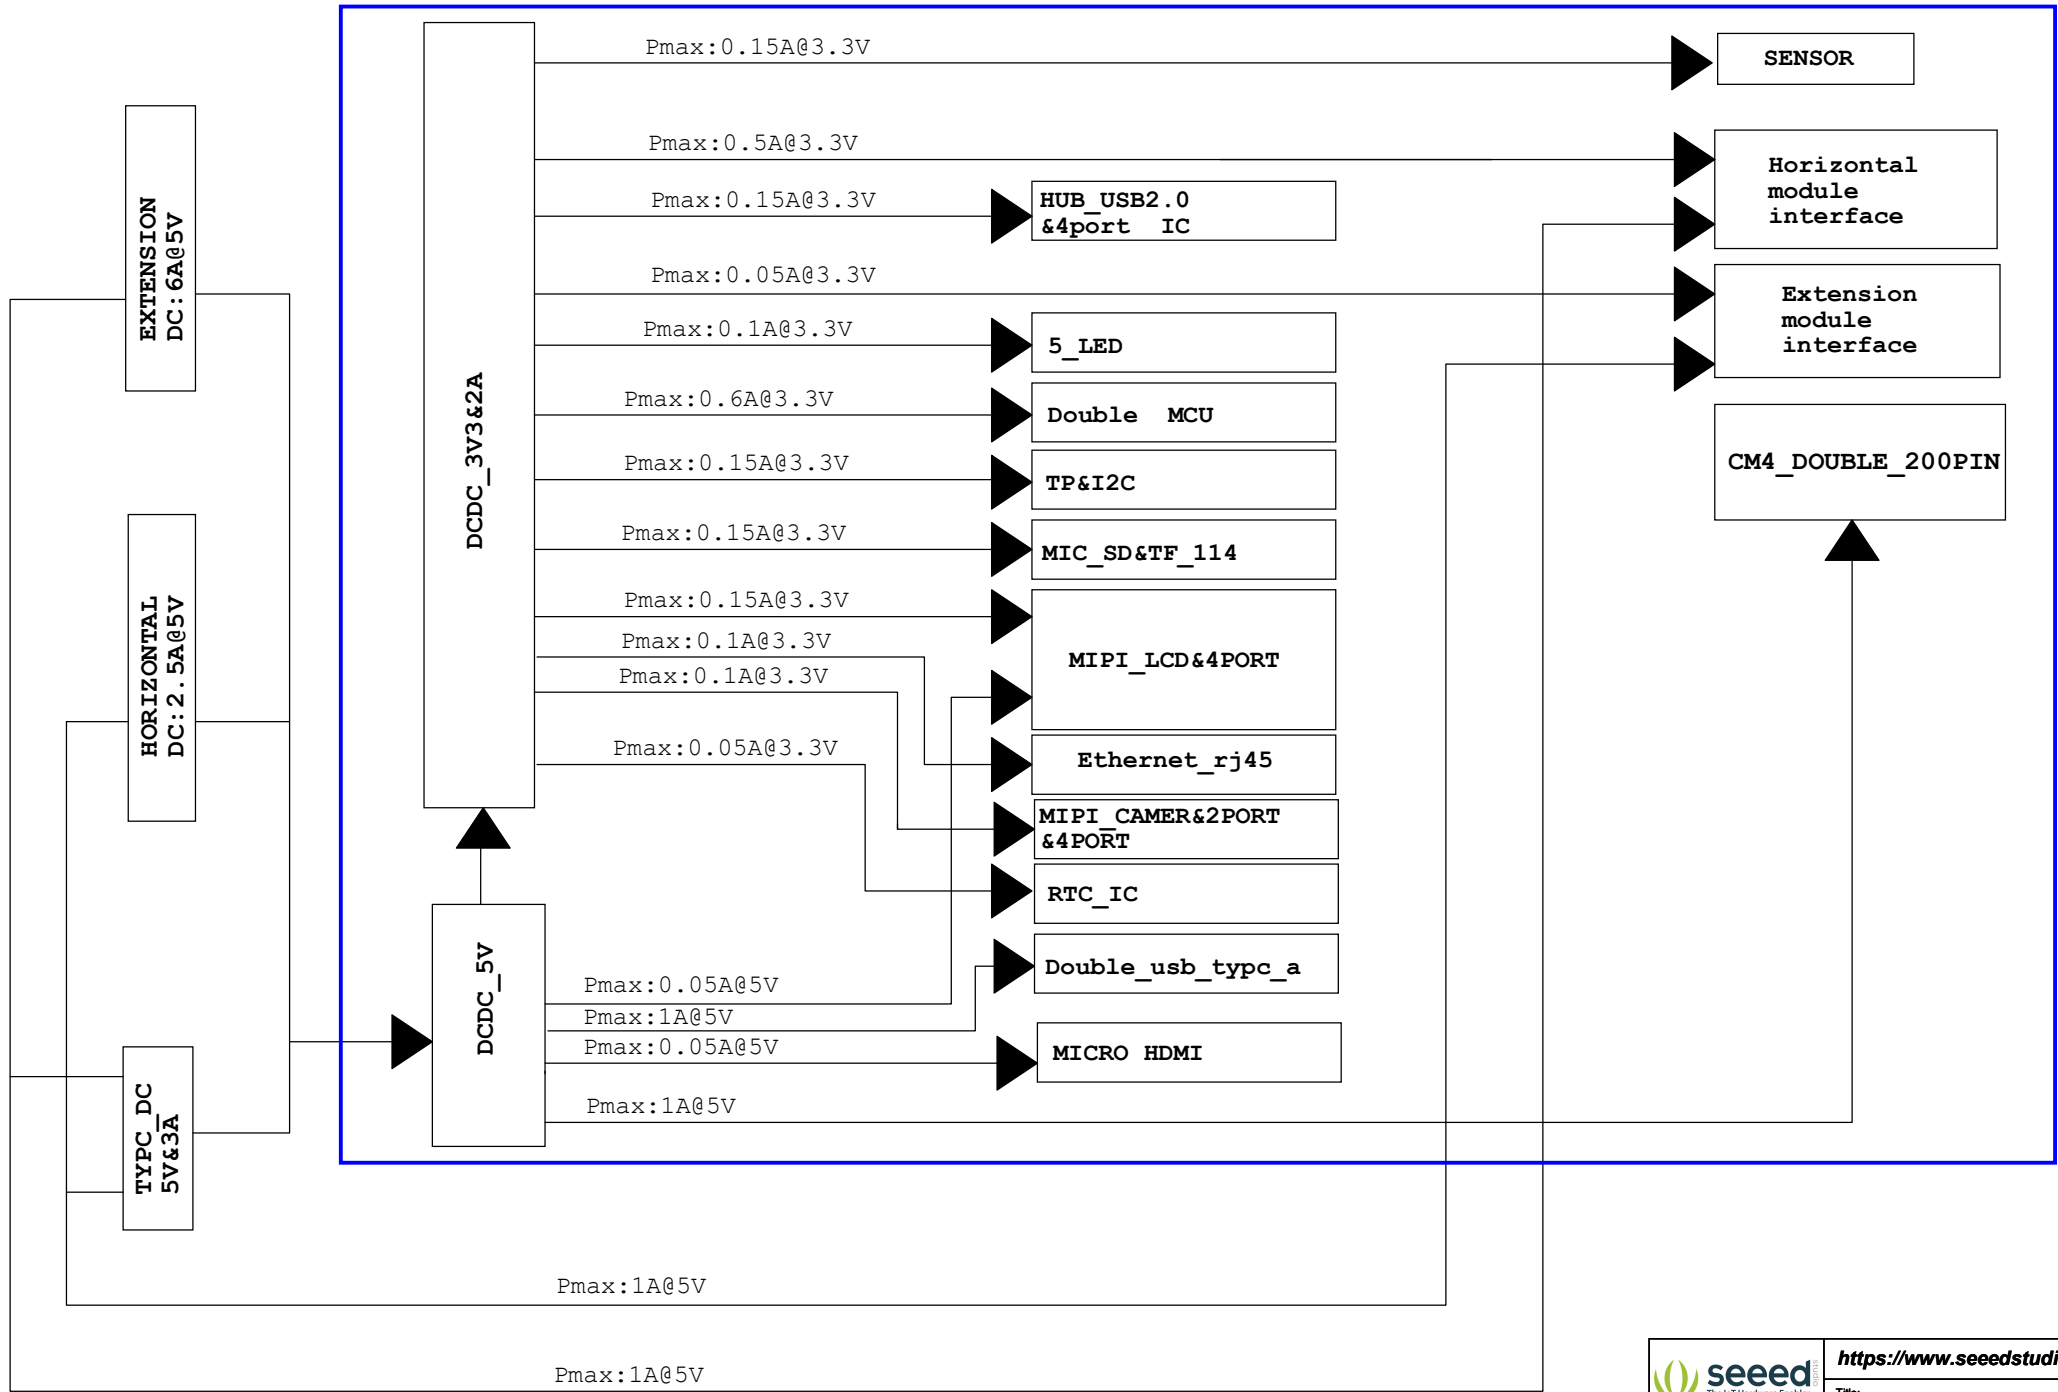 Pmax:0.15A@3.3V
SENSOR
EXTENSION
DC:6A@5V
Pmax:0.5A@3.3V
Horizontal
module
interface
Pmax:0.15A@3.3V
HUB_USB2.0
&4port IC
Pmax:0.05A@3.3V
Extension
module
interface
Pmax:0.1A@3.3V
5_LED
DCDC_3V3&2A
Pmax:0.6A@3.3V
Double MCU
CM4_DOUBLE_200PIN
Pmax:0.15A@3.3V
TP&I2C
Pmax:0.15A@3.3V
MIC_SD&TF_114
HORIZONTAL
DC:2.5A@5V
Pmax:0.15A@3.3V
Pmax:0.1A@3.3V
MIPI_LCD&4PORT
Pmax:0.1A@3.3V
Pmax:0.05A@3.3V
Ethernet_rj45
MIPI_CAMER&2PORT
&4PORT
RTC_IC
DCDC_5V
Double_usb_typc_a
Pmax:0.05A@5V
Pmax:1A@5V
Pmax:0.05A@5V
MICRO HDMI
TYPC_DC
5V&3A
Pmax:1A@5V
Pmax:1A@5V
Pmax:1A@5V
seeed
studio
https://www.seeedstudi